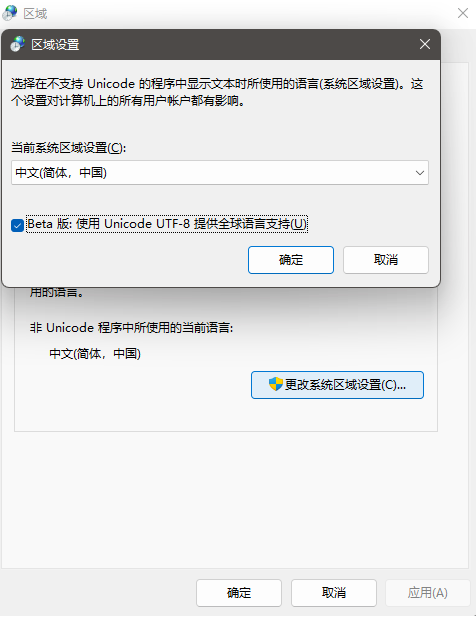 区域
区域设置
选择在不支持 Unicode 的程序中显示文本时所使用的语言(系统区域设置)。这
个设置对计算机上的所有用户帐户都有影响。
当前系统区域设置(C):
中文(简体，中国)
Beta 版: 使用 Unicode UTF-8 提供全球语言支持(U)
确定
取消
用的语言。
非 Unicode 程序中所使用的当前语言:
中文(简体，中国)
更改系统区域设置(C)...
确定
取消
应用(A)